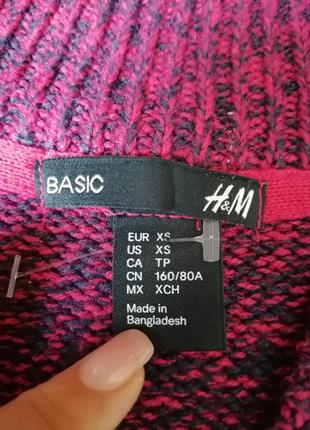 BASIC
H&M
EUR XS
US XS
CA TP
CN 160/80A
MX XCH
Made in
Bangladesh